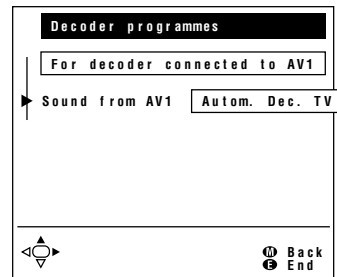 Decoder programmes
For decoder connected to AV1
Sound from AV1 Autom. Dec. TV
M Back
E End